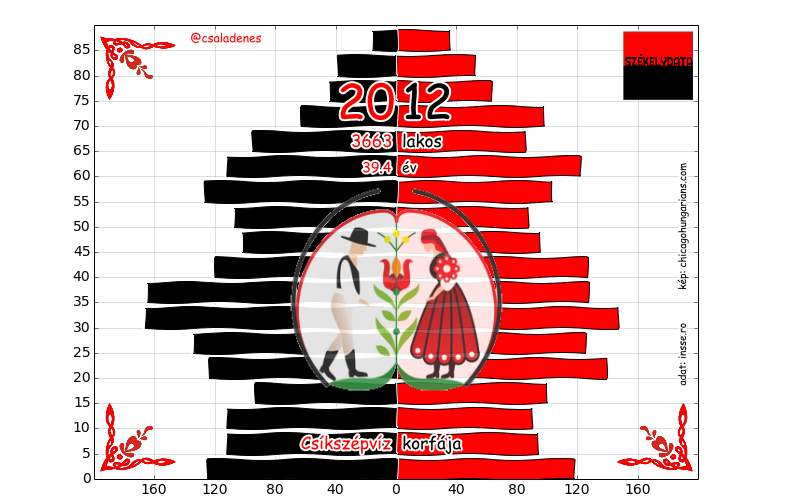 @csaladenes
SZÉKELYDATA
2012
3663 lakos
39.4 év
Csíkszépvíz korfája
kép: chicagohungarians.com
adat: insse.ro
85
80
75
70
65
60
55
50
45
40
35
30
25
20
15
10
5
0
160 120 80 40 0 40 80 120 160